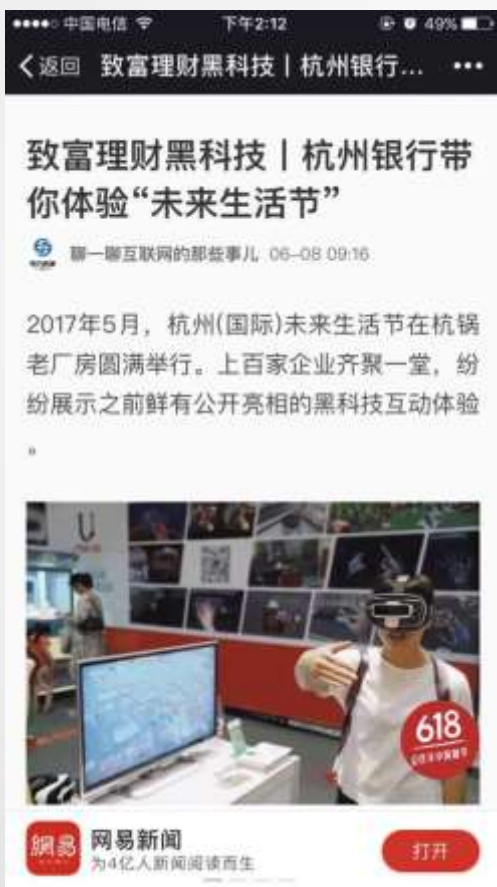 中国电信 下午2:12 49%
返回 致富理财黑科技丨杭州银行... •••
致富理财黑科技丨杭州银行带
你体验“未来生活节”
聊一聊互联网的那些事儿 06-08 09:16
2017年5月，杭州(国际)未来生活节在杭锅
老厂房圆满举行。上百家企业齐聚一堂，纷
纷展示之前鲜有公开亮相的黑科技互动体验
。
U
618
網易 网易新闻
为4亿人新闻阅读而生
打开